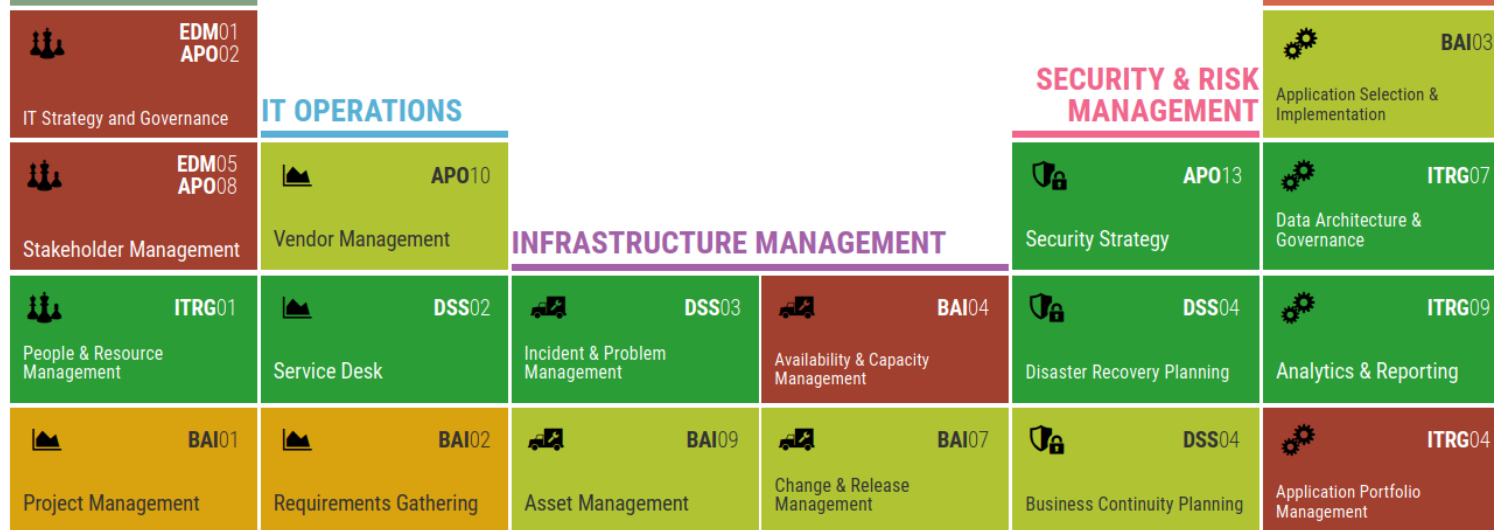 EDM01
APO02
IT Strategy and Governance
IT OPERATIONS
SECURITY & RISK
MANAGEMENT
BAI03
Application Selection &
Implementation
EDM05
APO08
Stakeholder Management
APO10
Vendor Management
INFRASTRUCTURE MANAGEMENT
APO13
Security Strategy
ITRG07
Data Architecture &
Governance
ITRG01
People & Resource
Management
DSS02
Service Desk
DSS03
Incident & Problem
Management
BAI04
Availability & Capacity
Management
DSS04
Disaster Recovery Planning
ITRG09
Analytics & Reporting
BAI01
Project Management
BAI02
Requirements Gathering
BAI09
Asset Management
BAI07
Change & Release
Management
DSS04
Business Continuity Planning
ITRG04
Application Portfolio
Management